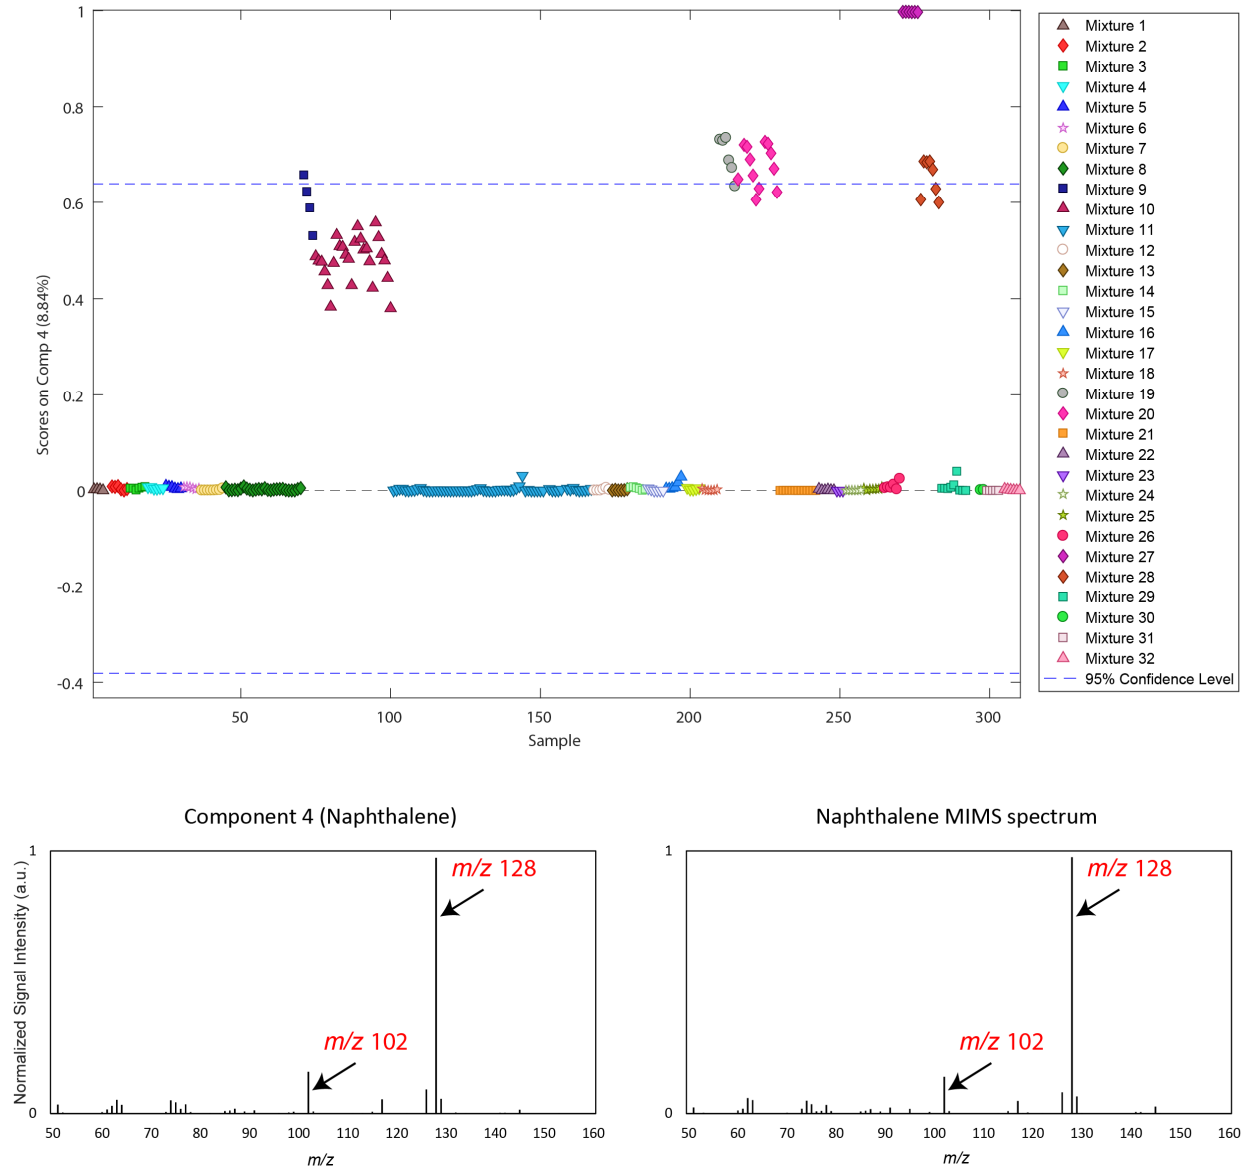 1
0.8
0.6
0.4
0.2
0
-0.2
-0.4
Scores on Comp 4 (8.84%)
50 100 150 200 250 300
Sample
Mixture 1
Mixture 2
Mixture 3
Mixture 4
Mixture 5
Mixture 6
Mixture 7
Mixture 8
Mixture 9
Mixture 10
Mixture 11
Mixture 12
Mixture 13
Mixture 14
Mixture 15
Mixture 16
Mixture 17
Mixture 18
Mixture 19
Mixture 20
Mixture 21
Mixture 22
Mixture 23
Mixture 24
Mixture 25
Mixture 26
Mixture 27
Mixture 28
Mixture 29
Mixture 30
Mixture 31
Mixture 32
95% Confidence Level
Component 4 (Naphthalene)
1
m/z 128
m/z 102
Normalized Signal Intensity (a.u.)
0
50 60 70 80 90 100 110 120 130 140 150 160
m/z
Naphthalene MIMS spectrum
1
m/z 128
m/z 102
0
50 60 70 80 90 100 110 120 130 140 150 160
m/z